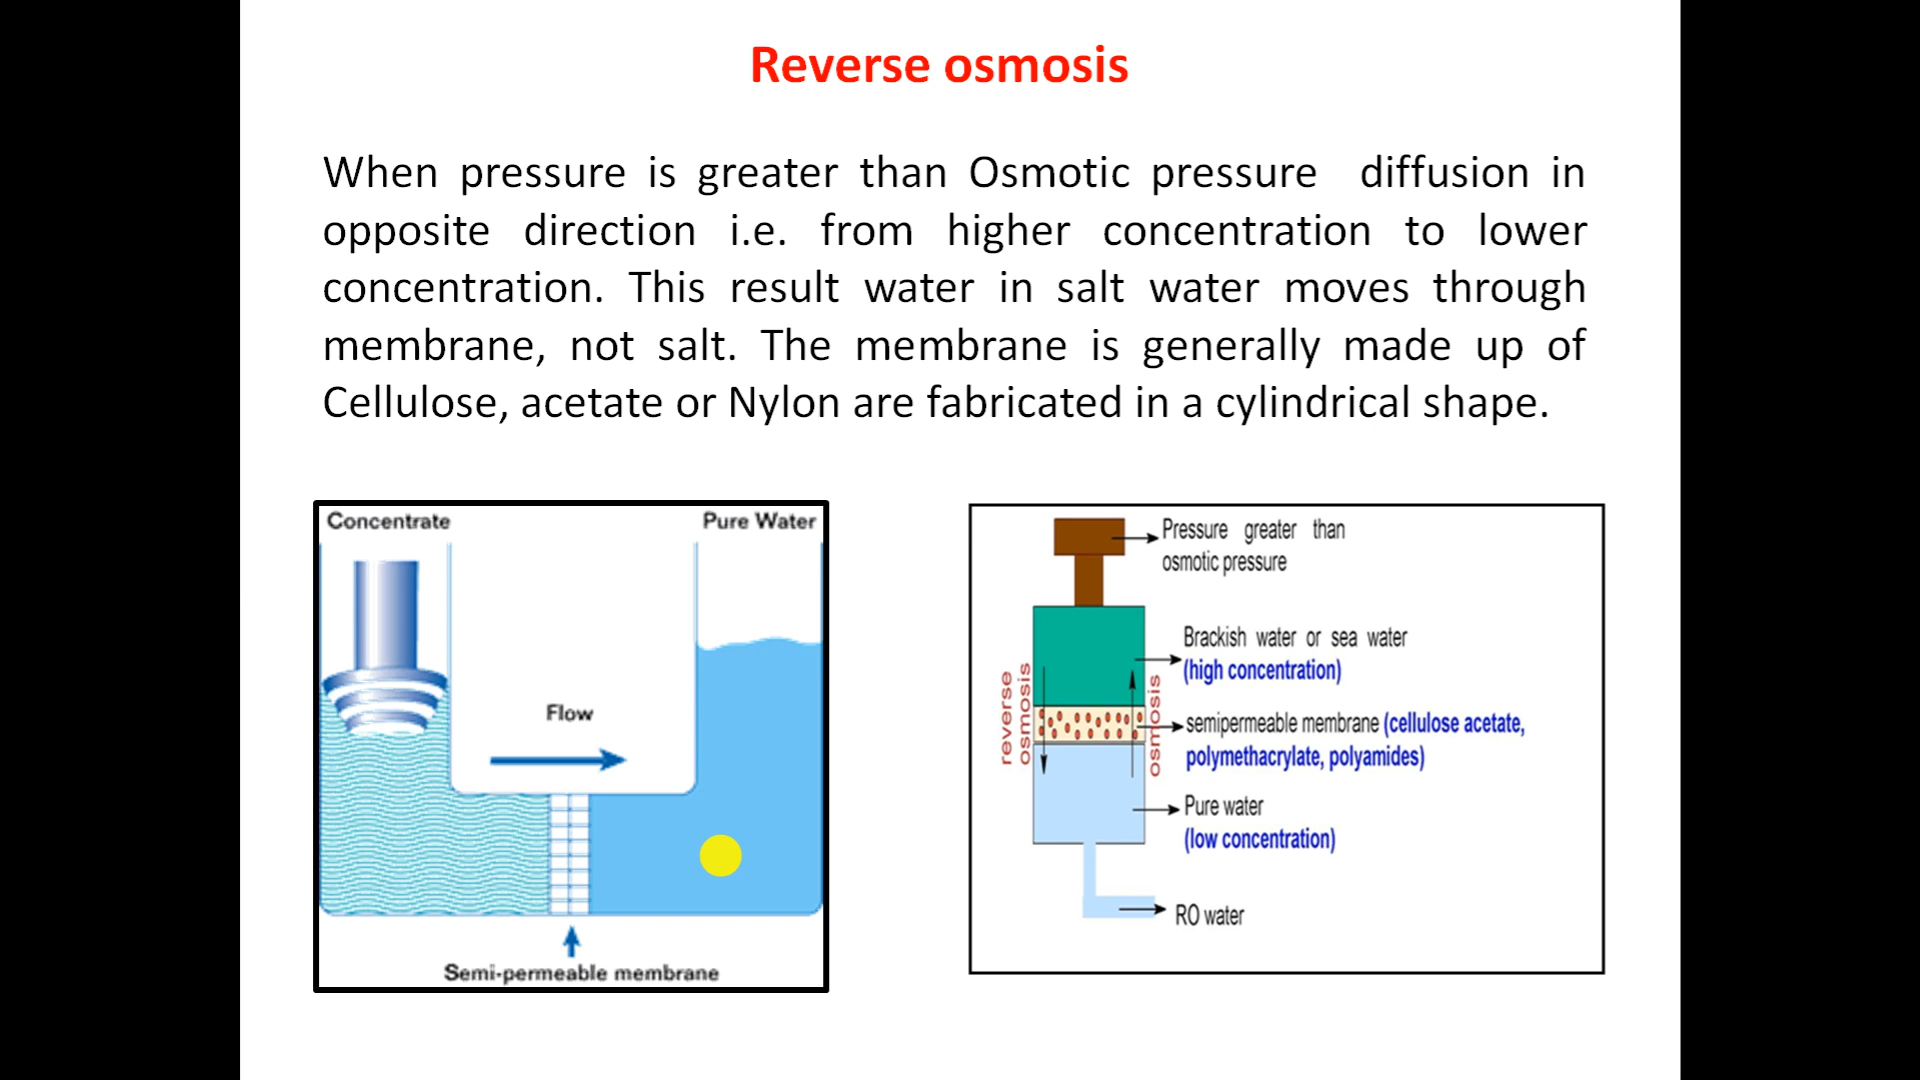 Reverse osmosis
When pressure is greater than Osmotic pressure diffusion in
opposite direction i.e. from higher concentration to lower
concentration. This result water in salt water moves through
membrane, not salt. The membrane is generally made up of
Cellulose, acetate or Nylon are fabricated in a cylindrical shape.
Concentrate
Pure Water
Flow
Semi-permeable membrane
Pressure greater than
osmotic pressure
Brackish water or sea water
(high concentration)
reverse
osmosis
osmosis
semipermeable membrane (cellulose acetate,
polymethacrylate, polyamides)
Pure water
(low concentration)
RO water